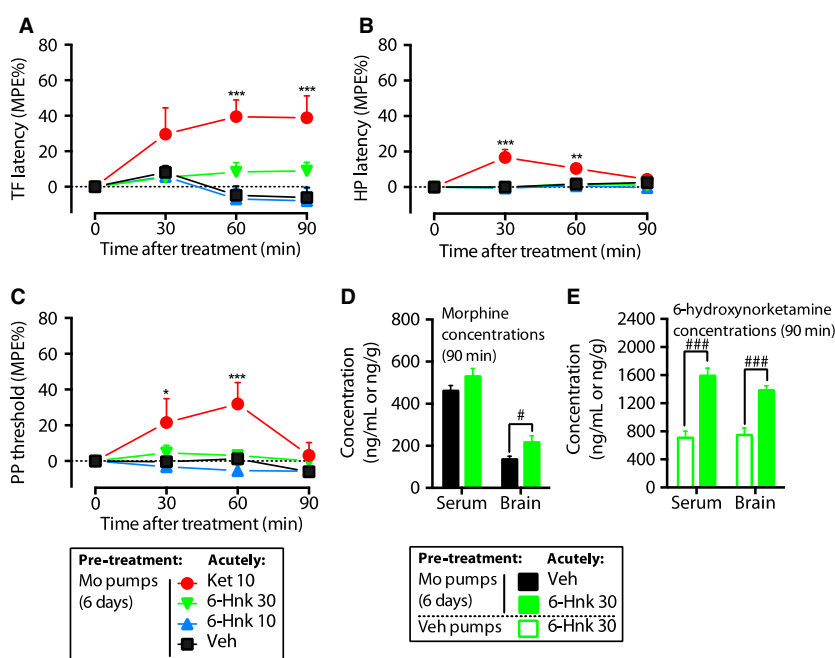 A
80
60
40
20
0
TF latency (MPE%)
***
***
0
30
60
90
Time after treatment (min)
B
80
60
40
20
0
HP latency (MPE%)
***
**
0
30
60
90
Time after treatment (min)
C
80
60
40
20
0
PP threshold (MPE%)
*
***
0
30
60
90
Time after treatment (min)
D
Morphine
concentrations
(90 min)
800
600
400
200
0
Concentration
(ng/mL or ng/g)
#
Serum
Brain
E
6-hydroxynorketamine
concentrations (90 min)
2400
2000
1600
1200
800
400
0
Concentration
(ng/mL or ng/g)
###
###
Serum
Brain
Pre-treatment: Acutely:
Mo pumps
(6 days)
Ket 10
6-Hnk 30
6-Hnk 10
Veh
Pre-treatment: Acutely:
Mo pumps
(6 days)
Veh
6-Hnk 30
Veh pumps
6-Hnk 30